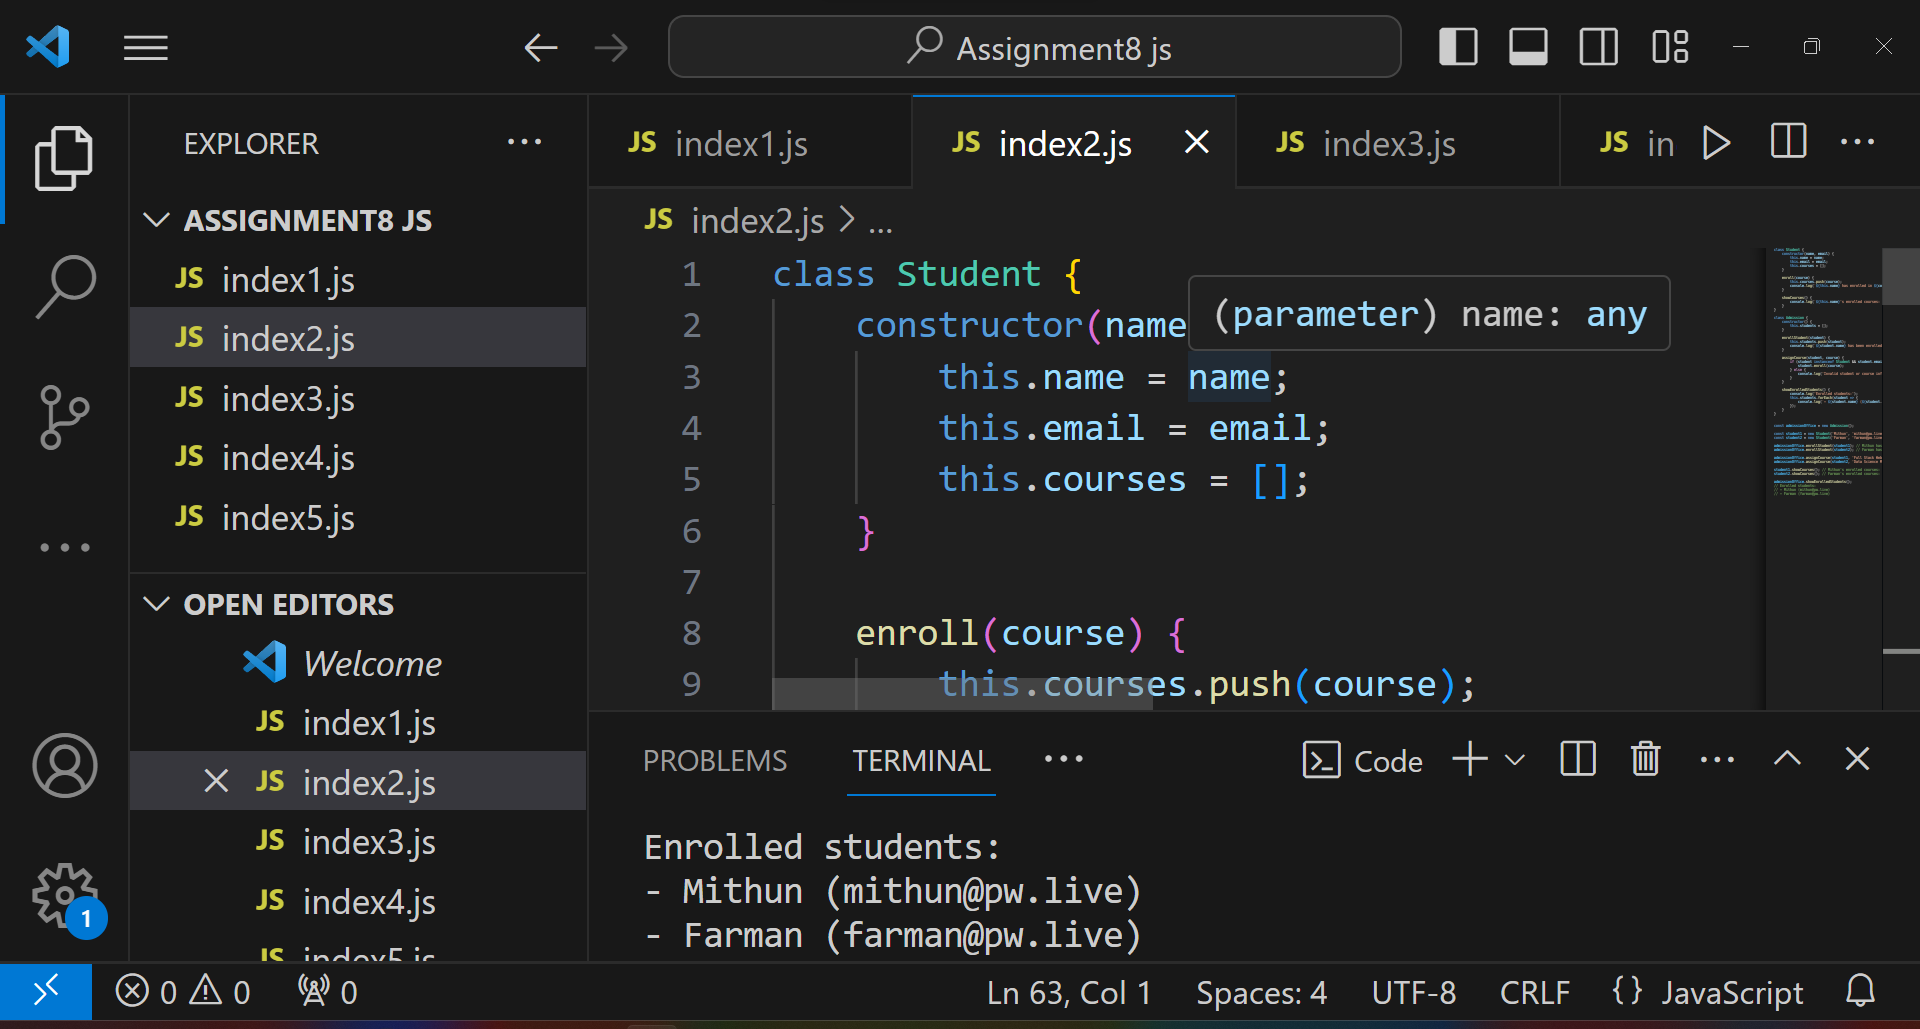 Assignment8 js
EXPLORER
ASSIGNMENT8 JS
JS index1.js
JS index2.js
JS index3.js
JS index4.js
JS index5.js
OPEN EDITORS
Welcome
JS index1.js
JS index2.js
JS index3.js
JS index4.js
JS index5.js
1
JS index1.js
JS index2.js
JS index3.js
JS in
JS index2.js > ...
1 class Student {
2 constructor(name
(parameter) name: any
3 this.name = name;
4 this.email = email;
5 this.courses = [];
6 }
7
8 enroll(course) {
9 this.courses.push(course);
PROBLEMS TERMINAL
Code
Enrolled students:
- Mithun (mithun@pw.live)
- Farman (farman@pw.live)
0 0 0
Ln 63, Col 1 Spaces: 4 UTF-8 CRLF {} JavaScript